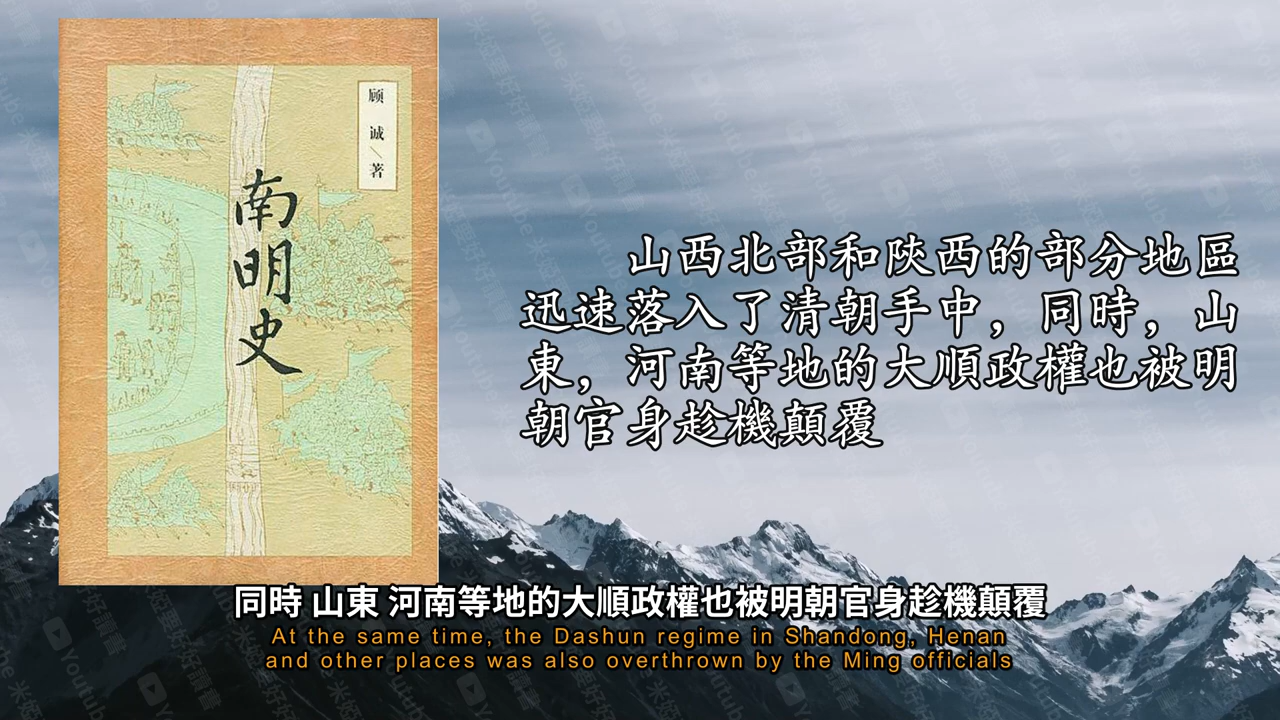 顾诚/著
南明史
山西北部和陝西的部分地區
迅速落入了清朝手中，同時，山
東，河南等地的大順政權也被明
朝官身趁機顛覆
同時 山東 河南等地的大順政權也被明朝官身趁機顛覆
At the same time, the Dashun regime in Shandong, Henan
and other places was also overthrown by the Ming officials